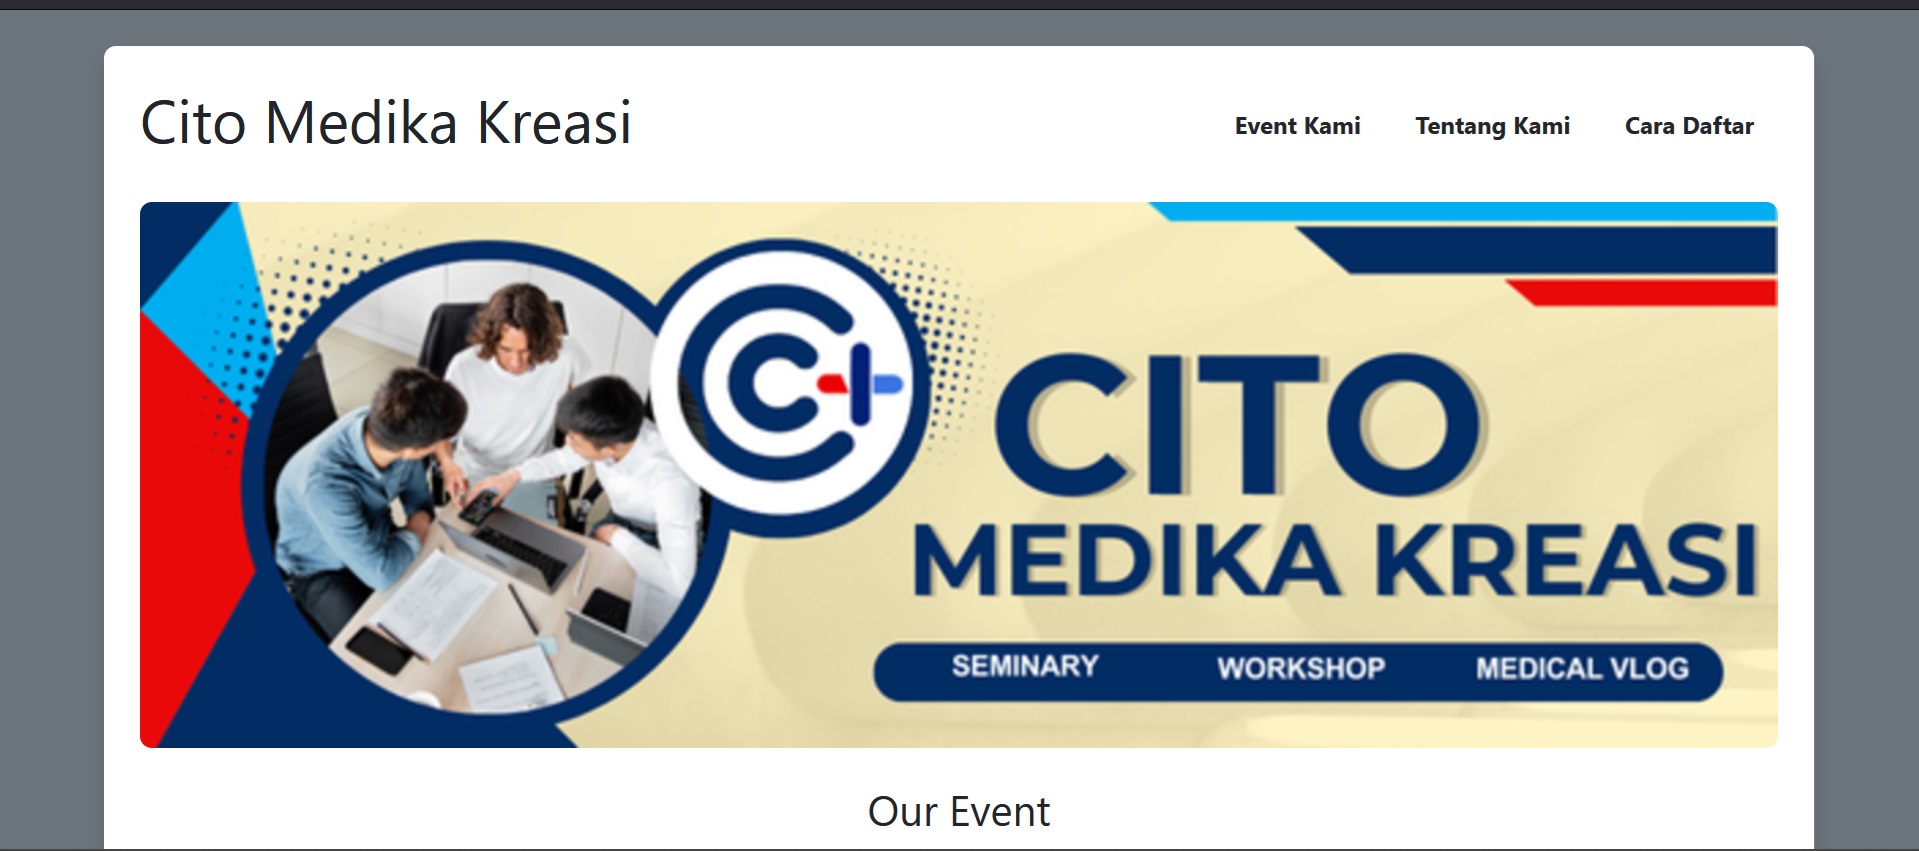 Cito Medika Kreasi
Event Kami Tentang Kami Cara Daftar
CITO
MEDIKA KREASI
SEMINARY WORKSHOP MEDICAL VLOG
Our Event